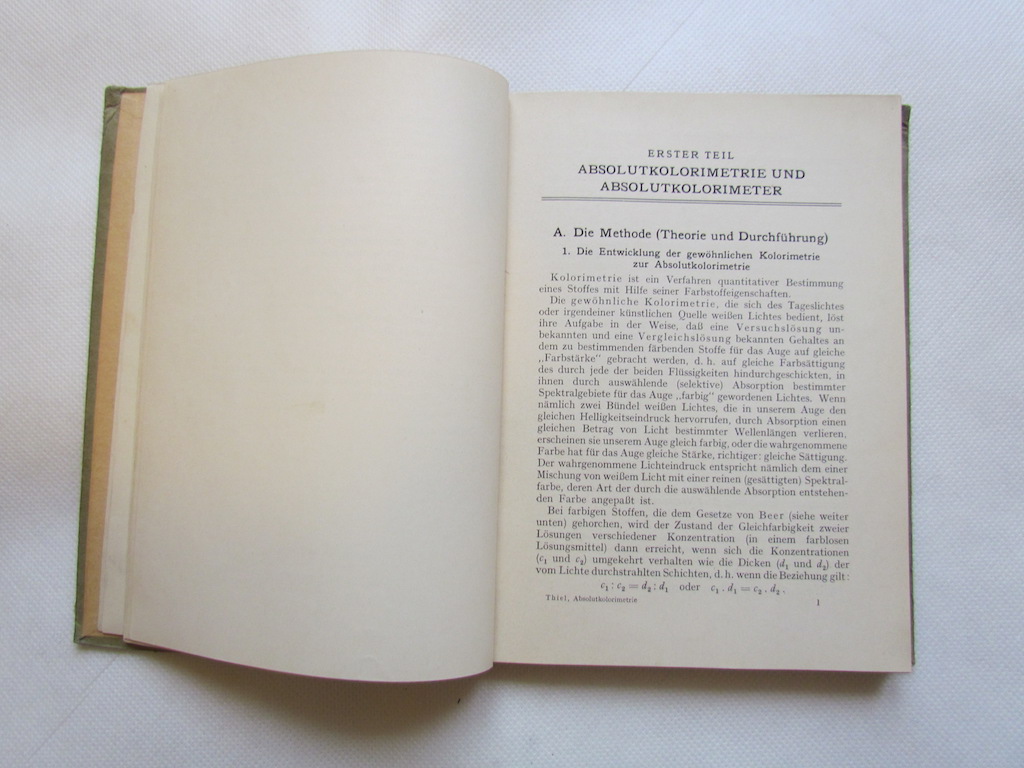 ERSTER TEIL
ABSOLUTKOLORIMETRIE UND
ABSOLUTKOLORIMETER
A. Die Methode (Theorie und Durchführung)
1. Die Entwicklung der gewöhnlichen Kolorimetrie
zur Absolutkolorimetrie
Kolorimetrie ist ein Verfahren quantitativer Bestimmung
eines Stoffes mit Hilfe seiner Farbstoffeigenschaften.
Die gewöhnliche Kolorimetrie, die sich des Tageslichtes
oder irgendeiner künstlichen Quelle weißen Lichtes bedient, löst
ihre Aufgabe in der Weise, daß eine Versuchslösung un-
bekannten und eine Vergleichslösung bekannten Gehaltes an
dem zu bestimmenden färbenden Stoffe für das Auge auf gleiche
„Farbstärke" gebracht werden, d. h. auf gleiche Farbsättigung
des durch jede der beiden Flüssigkeiten hindurchgeschickten, in
ihnen durch auswählende (selektive) Absorption bestimmter
Spektralgebiete für das Auge „farbig" gewordenen Lichtes. Wenn
nämlich zwei Bündel weißen Lichtes, die in unserem Auge den
gleichen Helligkeitseindruck hervorrufen, durch Absorption einen
gleichen Betrag von Licht bestimmter Wellenlängen verlieren,
erscheinen sie unserem Auge gleich farbig, oder die wahrgenommene
Farbe hat für das Auge gleiche Stärke, richtiger: gleiche Sättigung.
Der wahrgenommene Lichteindruck entspricht nämlich dem einer
Mischung von weißem Licht mit einer reinen (gesättigten) Spektral-
farbe, deren Art der durch die auswählende Absorption entstehen-
den Farbe angepaßt ist.
Bei farbigen Stoffen, die dem Gesetze von Beer (siehe weiter
unten) gehorchen, wird der Zustand der Gleichfarbigkeit zweier
Lösungen verschiedener Konzentration (in einem farblosen
Lösungsmittel) dann erreicht, wenn sich die Konzentrationen
(c₁ und c₂) umgekehrt verhalten wie die Dicken (d₁ und d₂) der
vom Lichte durchstrahlten Schichten, d. h. wenn die Beziehung gilt:
c₁ : c₂ = d₂ : d₁ oder c₁ . d₁ = c₂ . d₂ .
Thiel, Absolutkolorimetrie 1